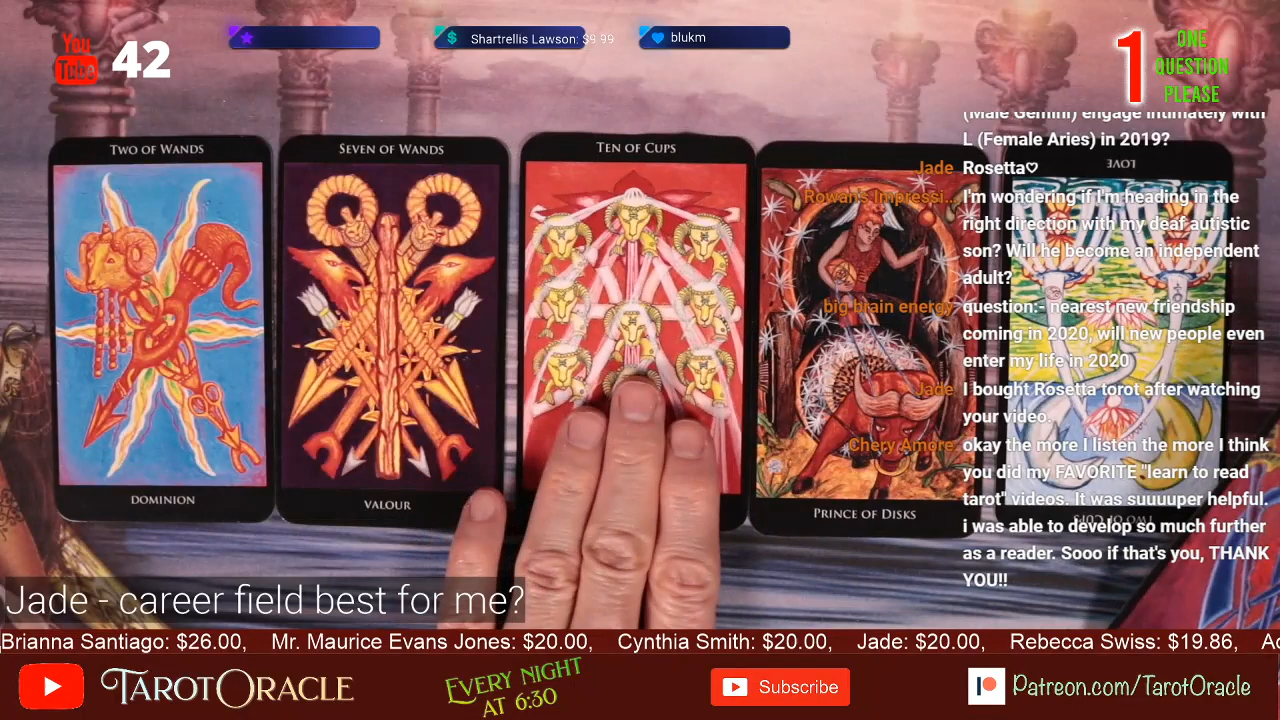 You
Tube
42
Shartrellis Lawson: $9.99
blukm
1
ONE
QUESTION
PLEASE
(Male Gemini) engage intimately with
L (Female Aries) in 2019?
Jade Rosetta♡
Rowan's Impressi... I'm wondering if I'm heading in the
right direction with my deaf autistic
son? Will he become an independent
adult?
big brain energy question:- nearest new friendship
coming in 2020, will new people even
enter my life in 2020
Jade I bought Rosetta torot after watching
your video.
Chery Amore okay the more I listen the more I think
you did my FAVORITE "learn to read
tarot" videos. It was suuuuper helpful.
i was able to develop so much further
as a reader. Sooo if that's you, THANK
YOU!!
TWO OF WANDS
DOMINION
SEVEN OF WANDS
VALOUR
TEN OF CUPS
PRINCE OF DISKS
LOVE
TWO OF CUPS
Jade - career field best for me?
Brianna Santiago: $26.00, Mr. Maurice Evans Jones: $20.00, Cynthia Smith: $20.00, Jade: $20.00, Rebecca Swiss: $19.86,
TAROTORACLE
EVERY NIGHT
AT 6:30
Subscribe
Patreon.com/TarotOracle